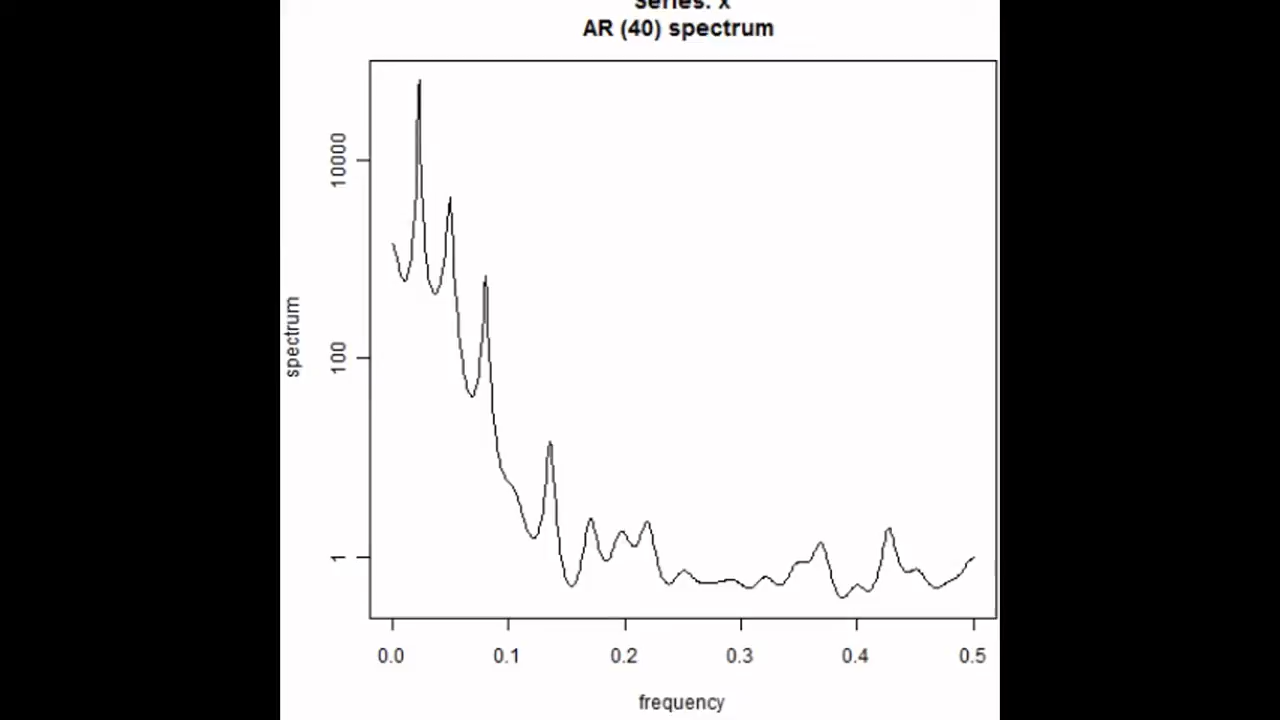 Series: x
AR (40) spectrum
spectrum
10000
100
1
0.0 0.1 0.2 0.3 0.4 0.5
frequency